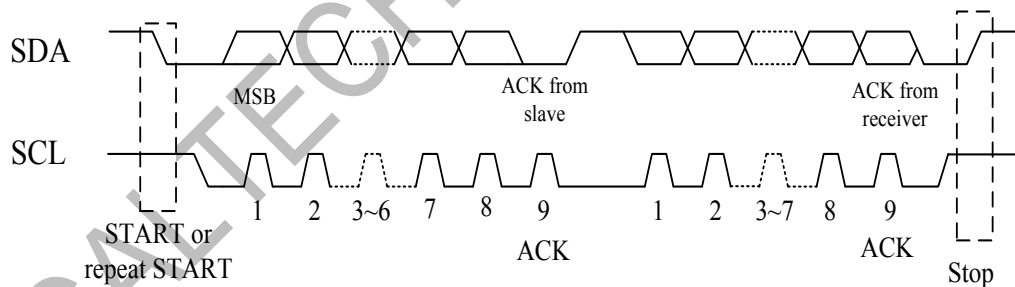 SDA
MSB
ACK from
slave
ACK from
receiver
SCL
1 2 3~6 7 8 9 1 2 3~7 8 9
START or
repeat START
ACK
ACK
Stop